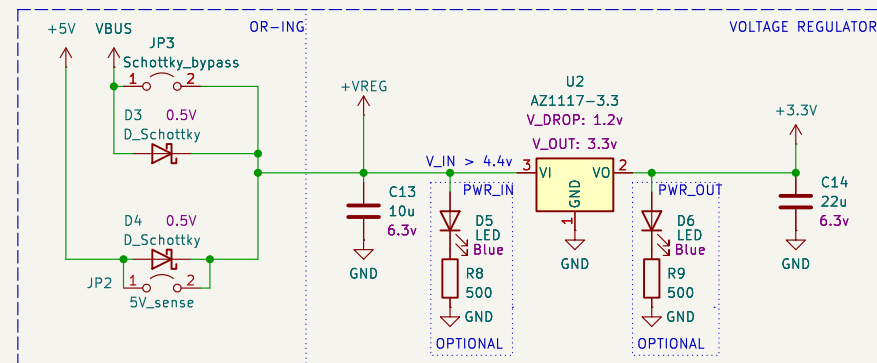 OR-ING
VOLTAGE REGULATOR
+5V
VBUS
JP3
Schottky_bypass
1
2
D3 0.5V
D_Schottky
D4 0.5V
D_Schottky
JP2
1
2
5V_sense
+VREG
C13
10u
6.3v
GND
V_IN > 4.4v
PWR_IN
D5
LED
Blue
R8
500
GND
OPTIONAL
U2
AZ1117-3.3
V_DROP: 1.2v
V_OUT: 3.3v
3
VI
VO
2
GND
1
GND
PWR_OUT
D6
LED
Blue
R9
500
GND
OPTIONAL
+3.3V
C14
22u
6.3v
GND